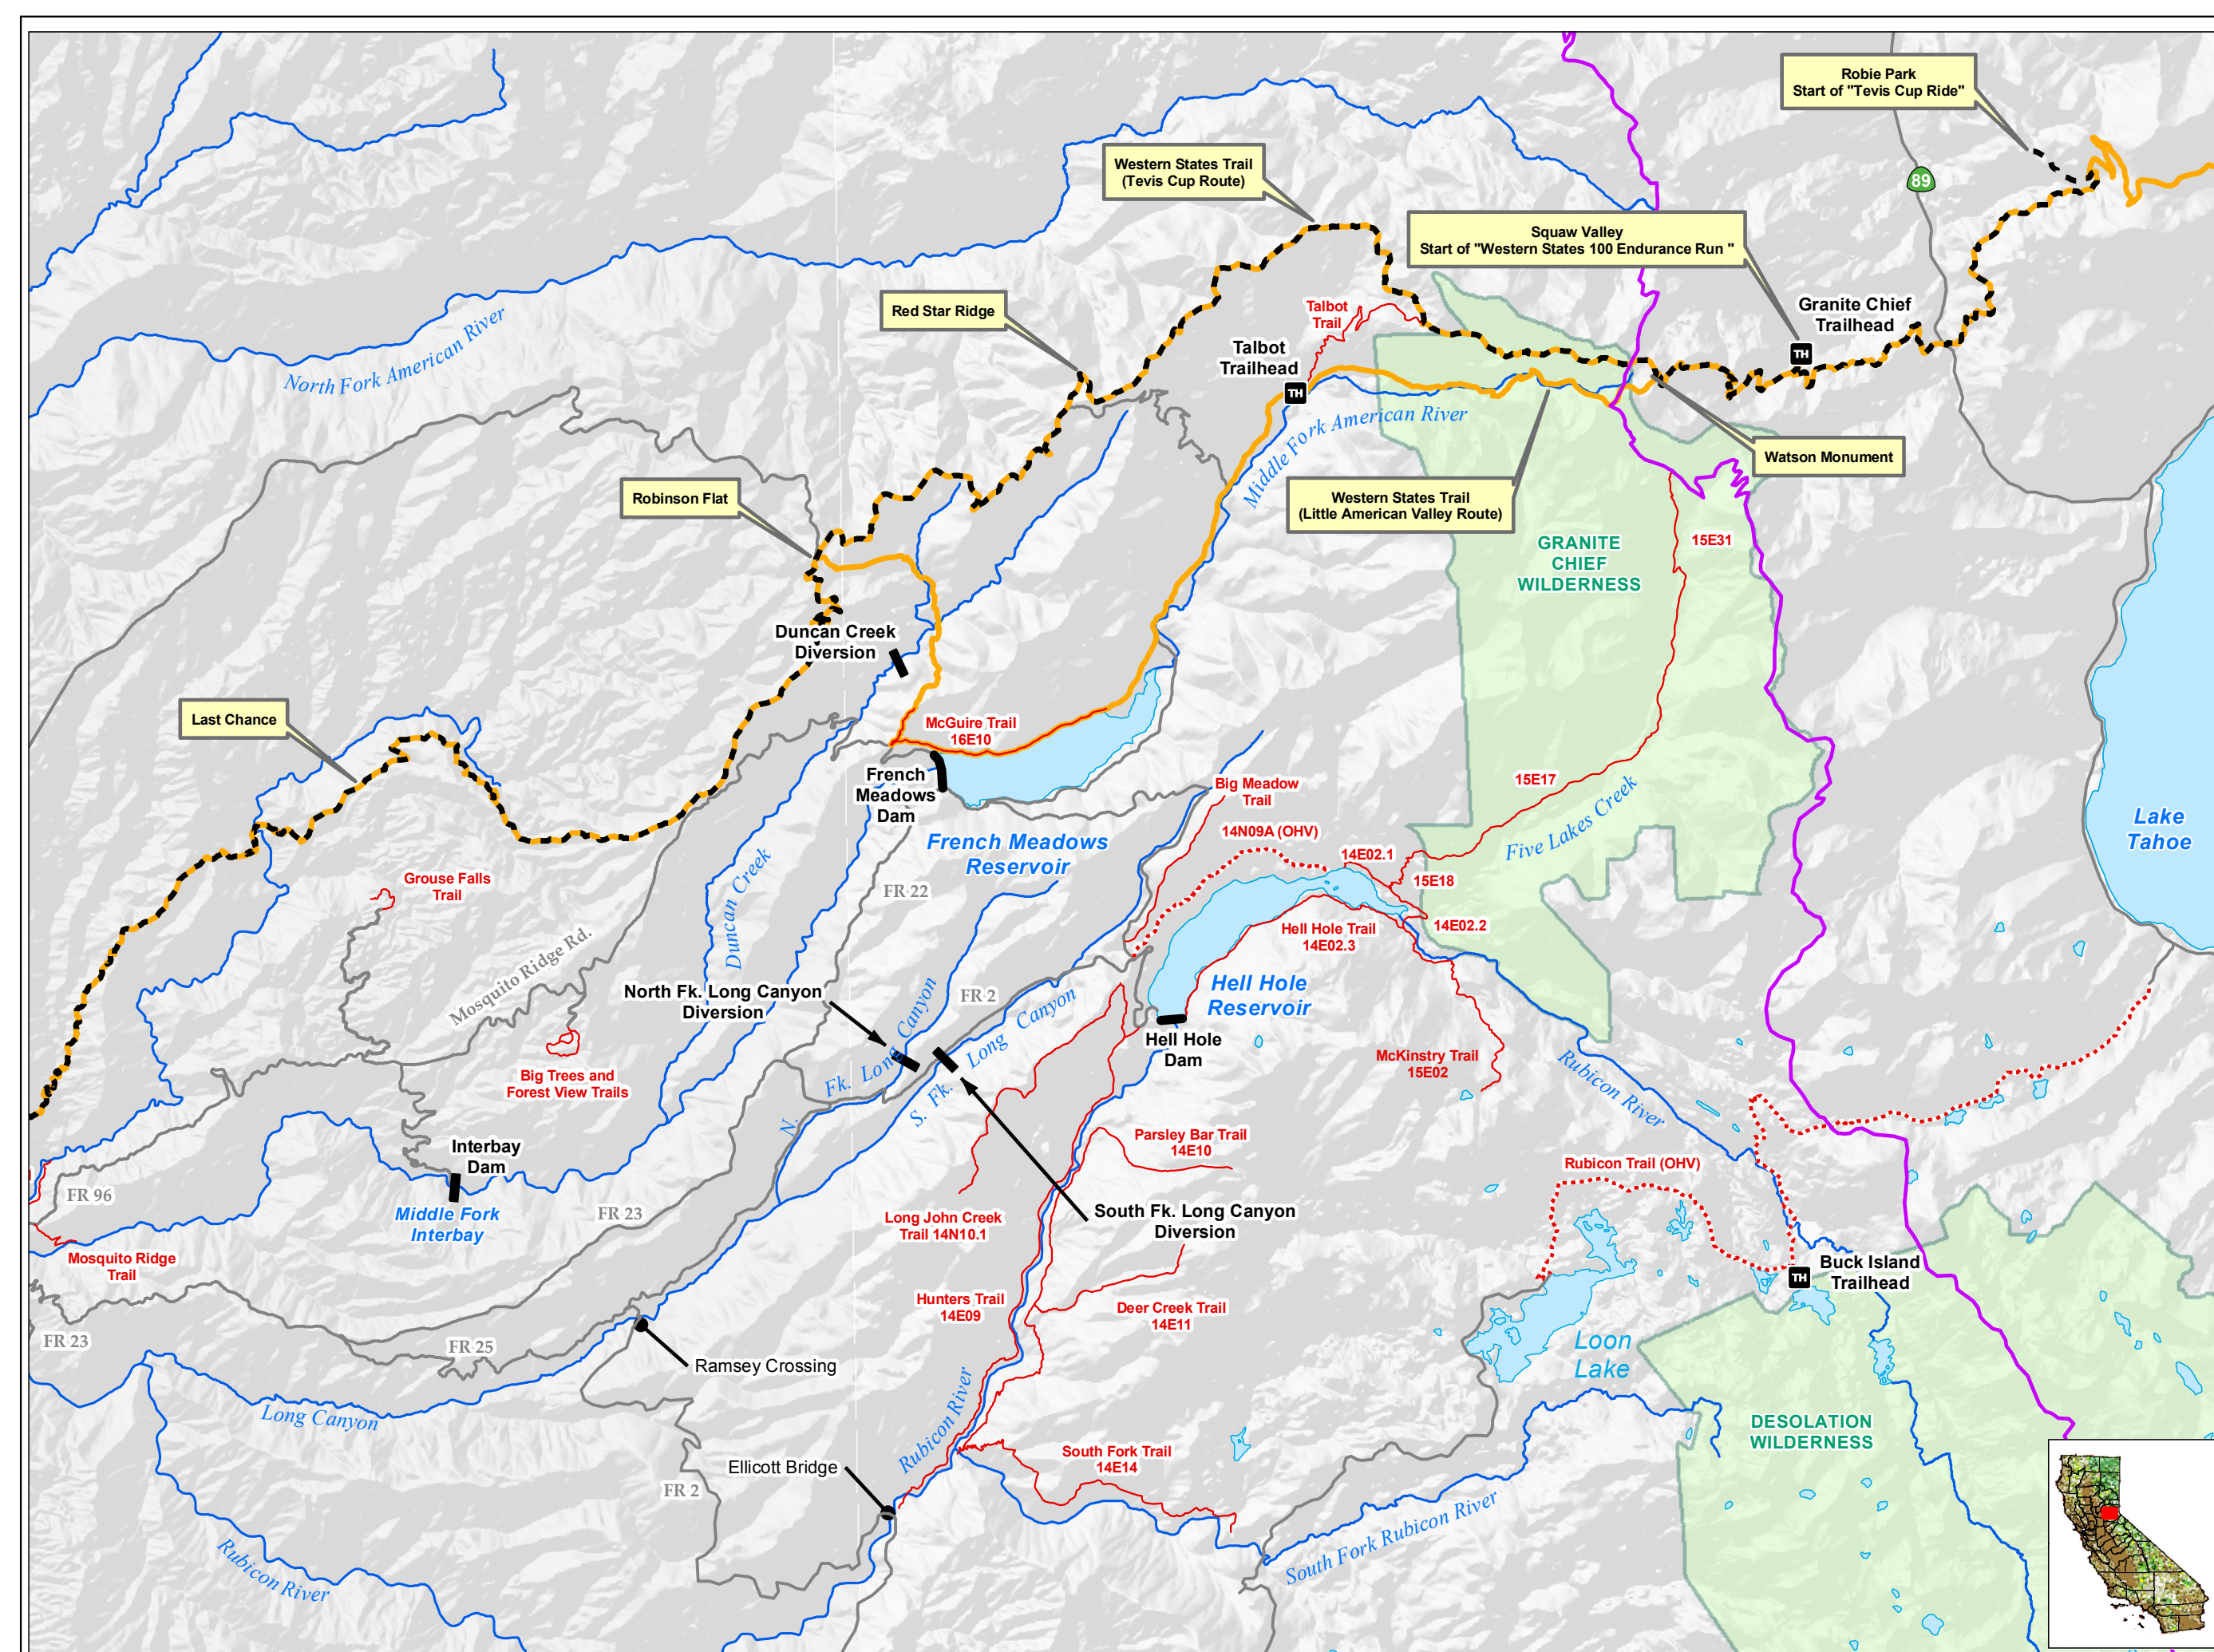 Robie Park
Start of "Tevis Cup Ride"
Western States Trail
(Tevis Cup Route)
89
Squaw Valley
Start of "Western States 100 Endurance Run "
Red Star Ridge
Talbot
Trail
Granite Chief
Trailhead
TH
Talbot
Trailhead
TH
North Fork American River
Middle Fork American River
Watson Monument
Robinson Flat
Western States Trail
(Little American Valley Route)
GRANITE
CHIEF
WILDERNESS
15E31
Duncan Creek
Diversion
Last Chance
McGuire Trail
16E10
French
Meadows
Dam
Big Meadow
Trail
15E17
Five Lakes Creek
Lake
Tahoe
French Meadows
Reservoir
14N09A (OHV)
14E02.1
15E18
14E02.2
Grouse Falls
Trail
FR 22
Duncan Creek
Hell Hole Trail
14E02.3
Mosquito Ridge Rd.
North Fk. Long Canyon
Diversion
FR 2
Hell Hole
Reservoir
N. Fk. Long Canyon
S. Fk. Long Canyon
Hell Hole
Dam
McKinstry Trail
15E02
Rubicon River
Big Trees and
Forest View Trails
Parsley Bar Trail
14E10
Interbay
Dam
Rubicon Trail (OHV)
FR 96
Middle Fork
Interbay
FR 23
Long John Creek
Trail 14N10.1
South Fk. Long Canyon
Diversion
Mosquito Ridge
Trail
Buck Island
Trailhead
TH
Hunters Trail
14E09
Deer Creek Trail
14E11
FR 23
FR 25
Ramsey Crossing
Loon
Lake
Long Canyon
Rubicon River
DESOLATION
WILDERNESS
South Fork Trail
14E14
Ellicott Bridge
FR 2
South Fork Rubicon River
Rubicon River